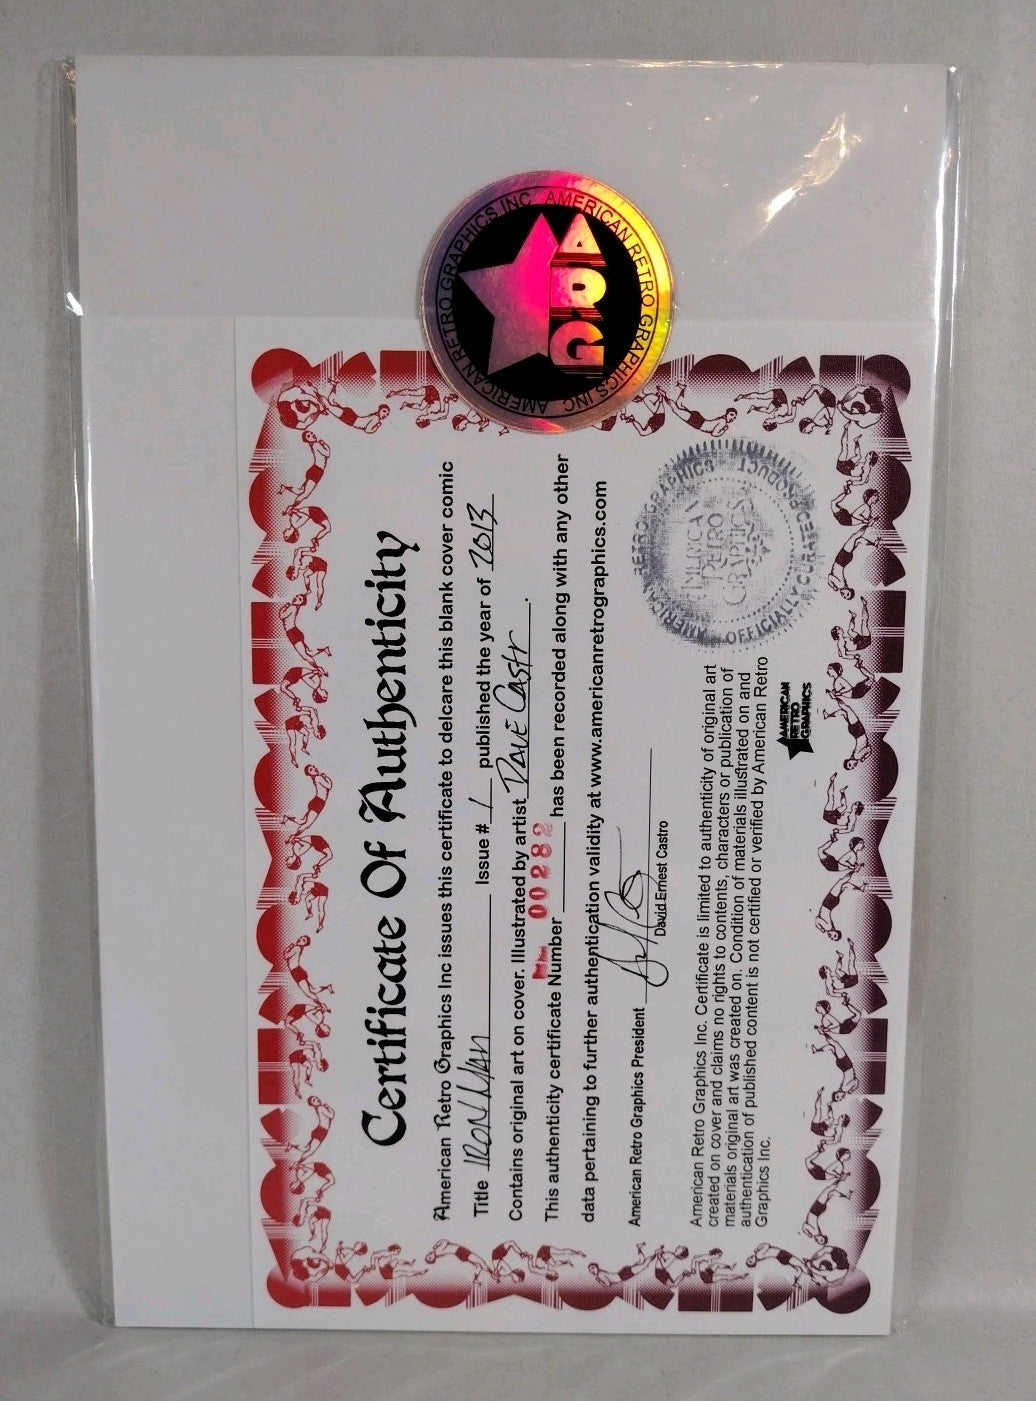 AMERICAN RETRO GRAPHICS INC AMERICAN RETRO GRAPHICS INC
ARG
Certificate Of Authenticity
American Retro Graphics Inc issues this certificate to delcare this blank cover comic
Title IRON MAN Issue # 1 published the year of 2013
Contains original art on cover. Illustrated by artist DAVE CASTR.
This authenticity certificate Number ML 00282 has been recorded along with any other
data pertaining to further authentication validity at www.americanretrographics.com
American Retro Graphics President
David Ernest Castro
American Retro Graphics Inc. Certificate is limited to authenticity of original art
created on cover and claims no rights to contents, characters or publication of
materials original art was created on. Condition of materials illustrated on and
authentication of published content is not certified or verified by American Retro
Graphics Inc.
AMERICAN
RETRO
GRAPHICS
AMERICAN RETRO GRAPHICS
OFFICIALLY CURATED PRODUCT
AMERICAN
RETRO
GRAPHICS